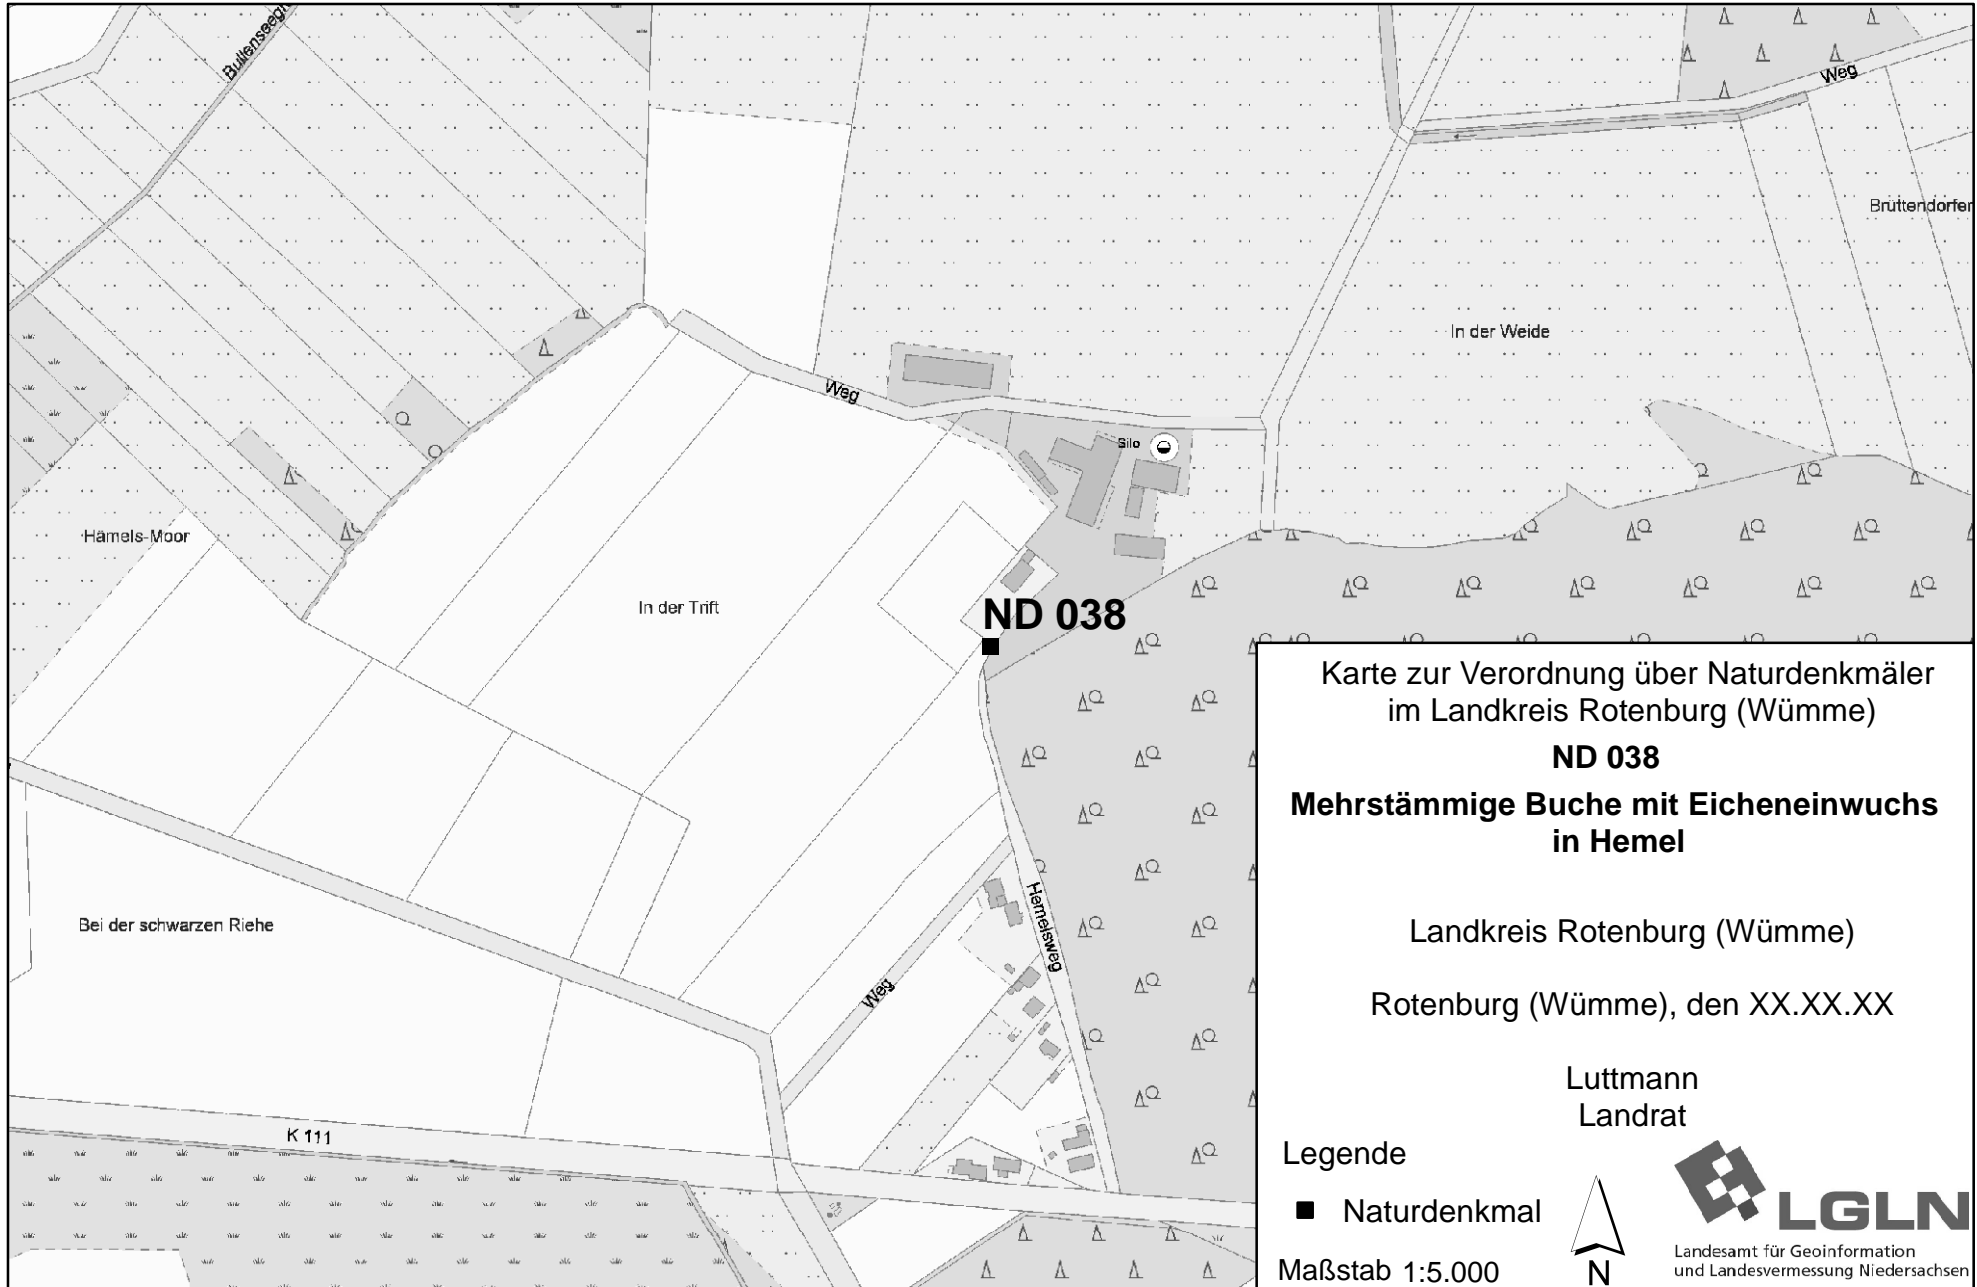 Weg
Brüttendorfer
In der Weide
Weg
Silo
Hämels-Moor
In der Trift
ND 038
Bei der schwarzen Riehe
Hemelsweg
Weg
K 111
Karte zur Verordnung über Naturdenkmäler
im Landkreis Rotenburg (Wümme)
ND 038
Mehrstämmige Buche mit Eicheneinwuchs
in Hemel
Landkreis Rotenburg (Wümme)
Rotenburg (Wümme), den XX.XX.XX
Luttmann
Landrat
Legende
Naturdenkmal
Maßstab 1:5.000
N
LGLN
Landesamt für Geoinformation
und Landesvermessung Niedersachsen